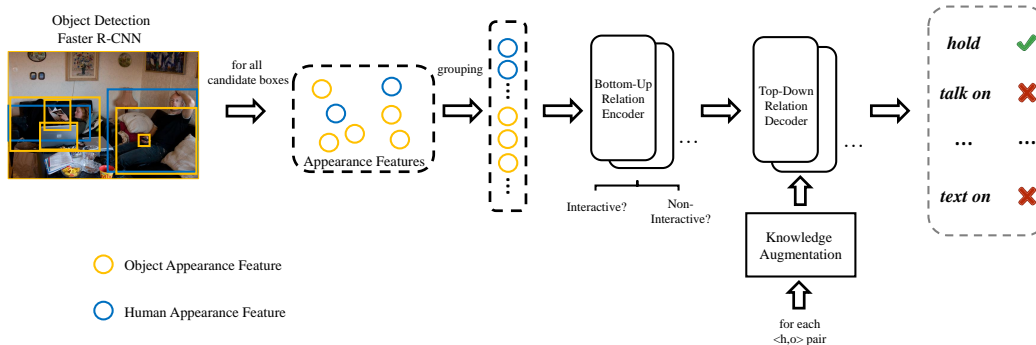 Object Detection
Faster R-CNN
for all
candidate boxes
Appearance Features
grouping
Bottom-Up
Relation
Encoder
...
Interactive?
Non-
Interactive?
Top-Down
Relation
Decoder
...
Knowledge
Augmentation
for each
<h,o> pair
hold
talk on
... ...
text on
Object Appearance Feature
Human Appearance Feature